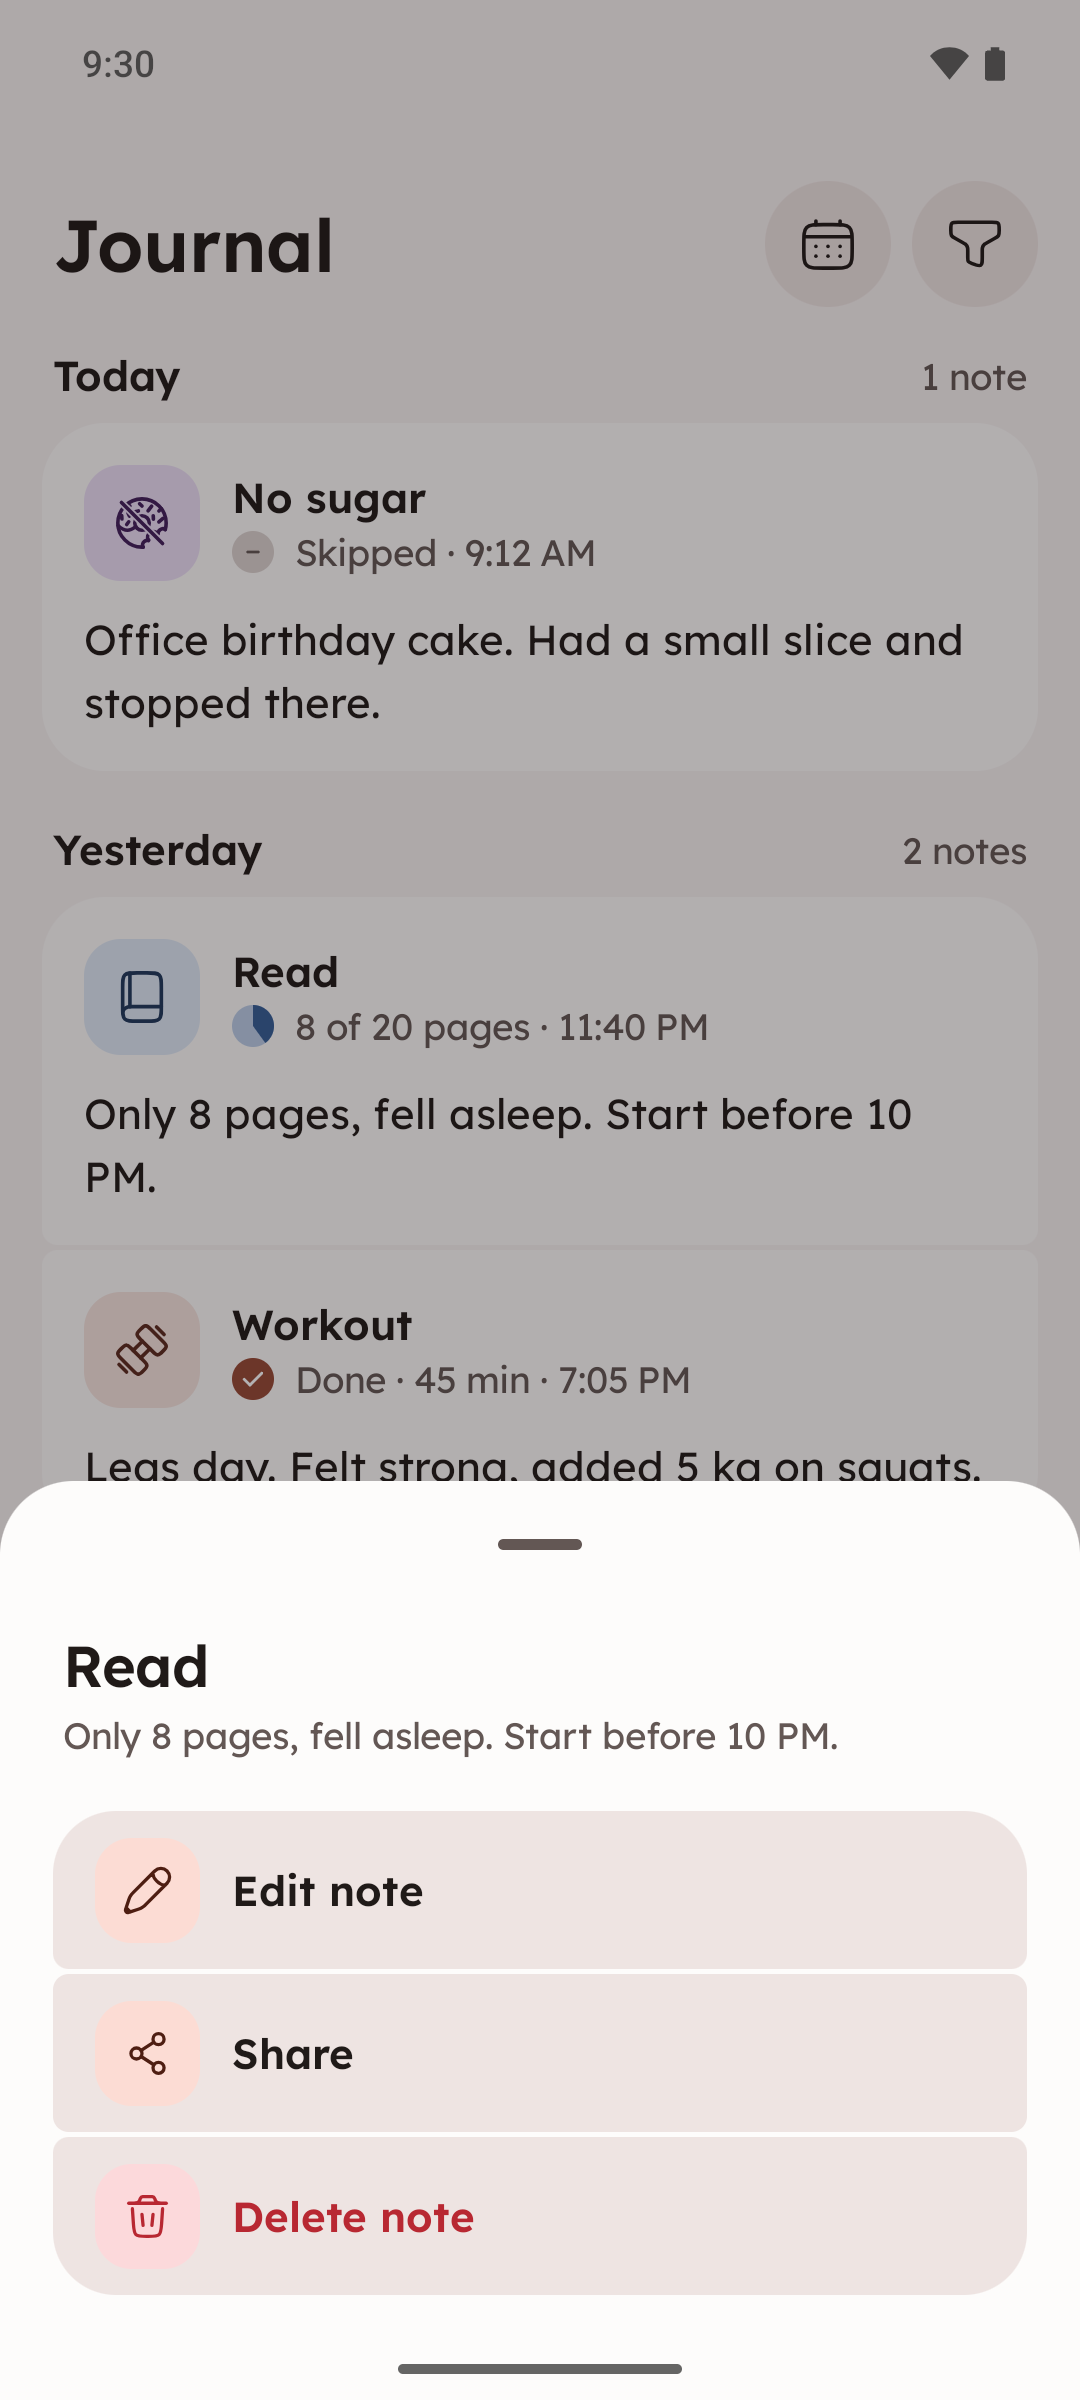 9:30
Journal
Today
1 note
No sugar
Skipped · 9:12 AM
Office birthday cake. Had a small slice and
stopped there.
Yesterday
2 notes
Read
8 of 20 pages · 11:40 PM
Only 8 pages, fell asleep. Start before 10
PM.
Workout
Done · 45 min · 7:05 PM
Legs day. Felt strong, added 5 kg on squats.
Read
Only 8 pages, fell asleep. Start before 10 PM.
Edit note
Share
Delete note